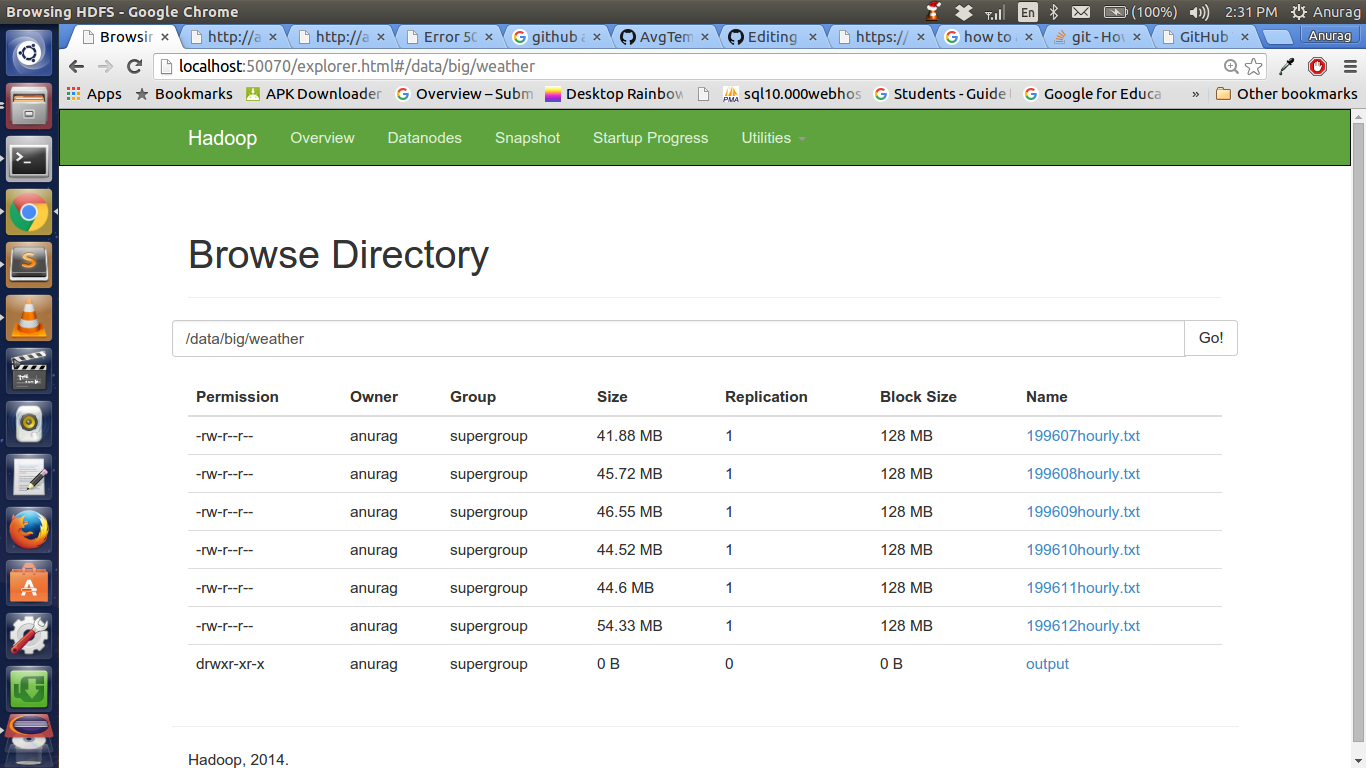 Browsing HDFS - Google Chrome En (100%) 2:31 PM Anurag
Browsin http://a http://a Error 50 github a AvgTem Editing https:// how to git - Ho GitHub Anurag
localhost:50070/explorer.html#/data/big/weather
Apps Bookmarks APK Downloader Overview – Subm Desktop Rainbow PMA sql10.000webhos Students - Guide Google for Educa » Other bookmarks
Hadoop Overview Datanodes Snapshot Startup Progress Utilities
Browse Directory
/data/big/weather Go!
Permission Owner Group Size Replication Block Size Name
-rw-r--r-- anurag supergroup 41.88 MB 1 128 MB 199607hourly.txt
-rw-r--r-- anurag supergroup 45.72 MB 1 128 MB 199608hourly.txt
-rw-r--r-- anurag supergroup 46.55 MB 1 128 MB 199609hourly.txt
-rw-r--r-- anurag supergroup 44.52 MB 1 128 MB 199610hourly.txt
-rw-r--r-- anurag supergroup 44.6 MB 1 128 MB 199611hourly.txt
-rw-r--r-- anurag supergroup 54.33 MB 1 128 MB 199612hourly.txt
drwxr-xr-x anurag supergroup 0 B 0 0 B output
Hadoop, 2014.